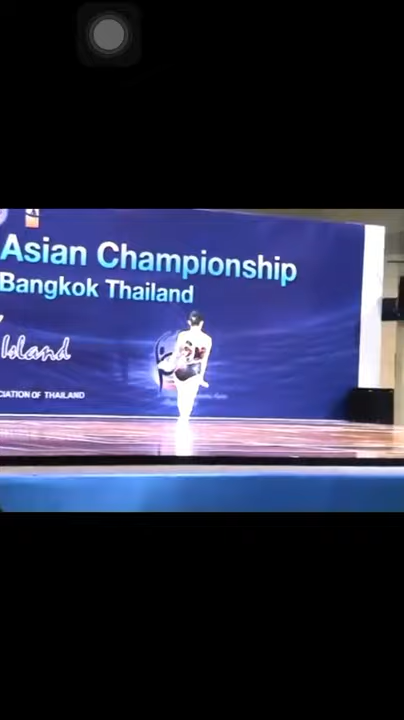 Asian Championship
Bangkok Thailand
Island
CIATION OF THAILAND